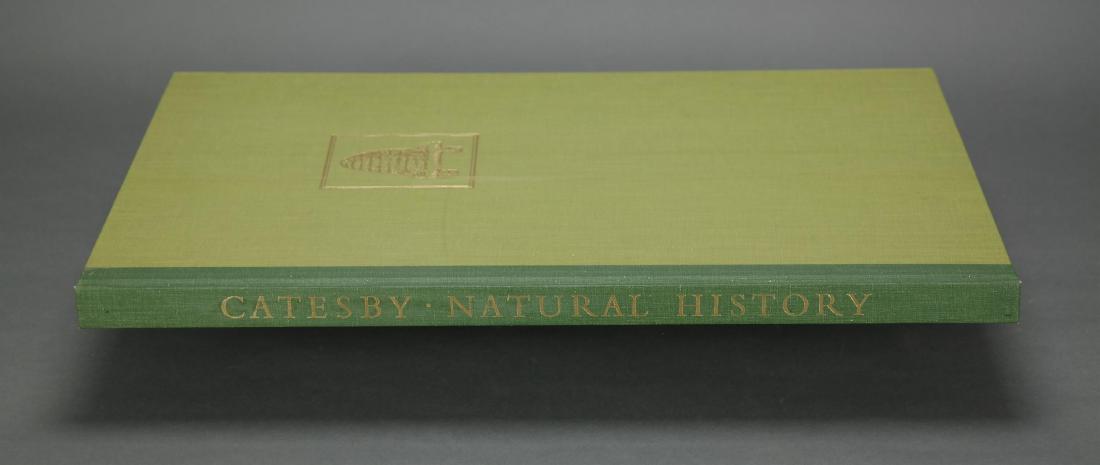 CATESBY · NATURAL HISTORY